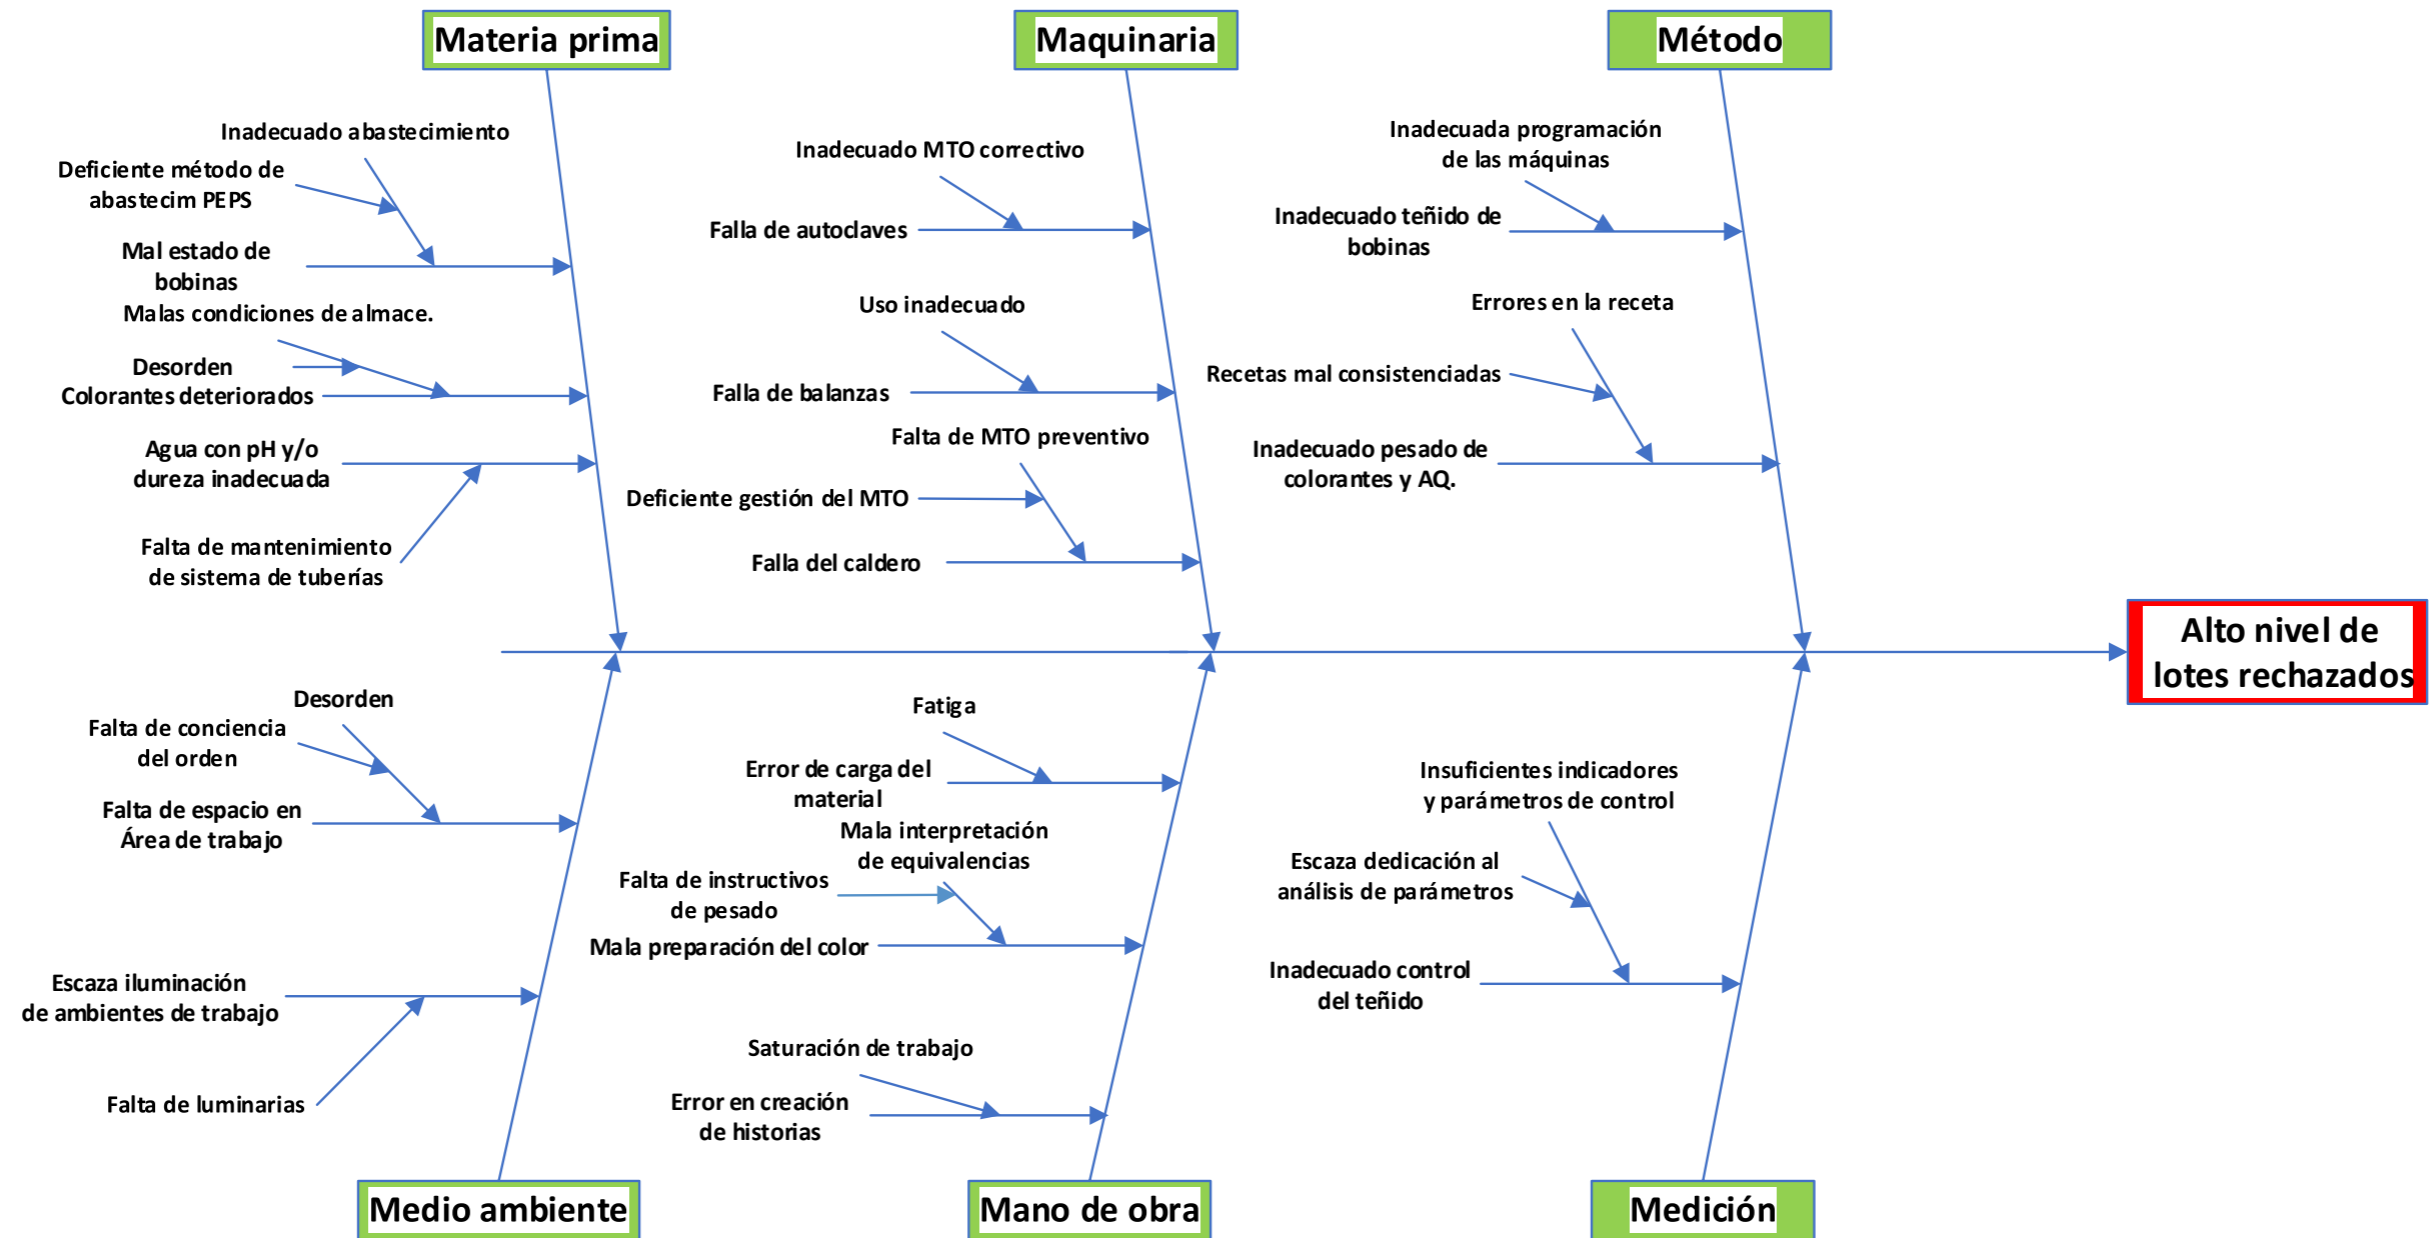 Materia prima
Maquinaria
Método
Inadecuado abastecimiento
Deficiente método de
abastecim PEPS
Mal estado de
bobinas
Malas condiciones de almace.
Desorden
Colorantes deteriorados
Agua con pH y/o
dureza inadecuada
Falta de mantenimiento
de sistema de tuberías
Inadecuado MTO correctivo
Falla de autoclaves
Uso inadecuado
Falla de balanzas
Falta de MTO preventivo
Deficiente gestión del MTO
Falla del caldero
Inadecuada programación
de las máquinas
Inadecuado teñido de
bobinas
Errores en la receta
Recetas mal consistenciadas
Inadecuado pesado de
colorantes y AQ.
Alto nivel de
lotes rechazados
Desorden
Falta de conciencia
del orden
Falta de espacio en
Área de trabajo
Escaza iluminación
de ambientes de trabajo
Falta de luminarias
Fatiga
Error de carga del
material
Mala interpretación
de equivalencias
Falta de instructivos
de pesado
Mala preparación del color
Saturación de trabajo
Error en creación
de historias
Insuficientes indicadores
y parámetros de control
Escaza dedicación al
análisis de parámetros
Inadecuado control
del teñido
Medio ambiente
Mano de obra
Medición